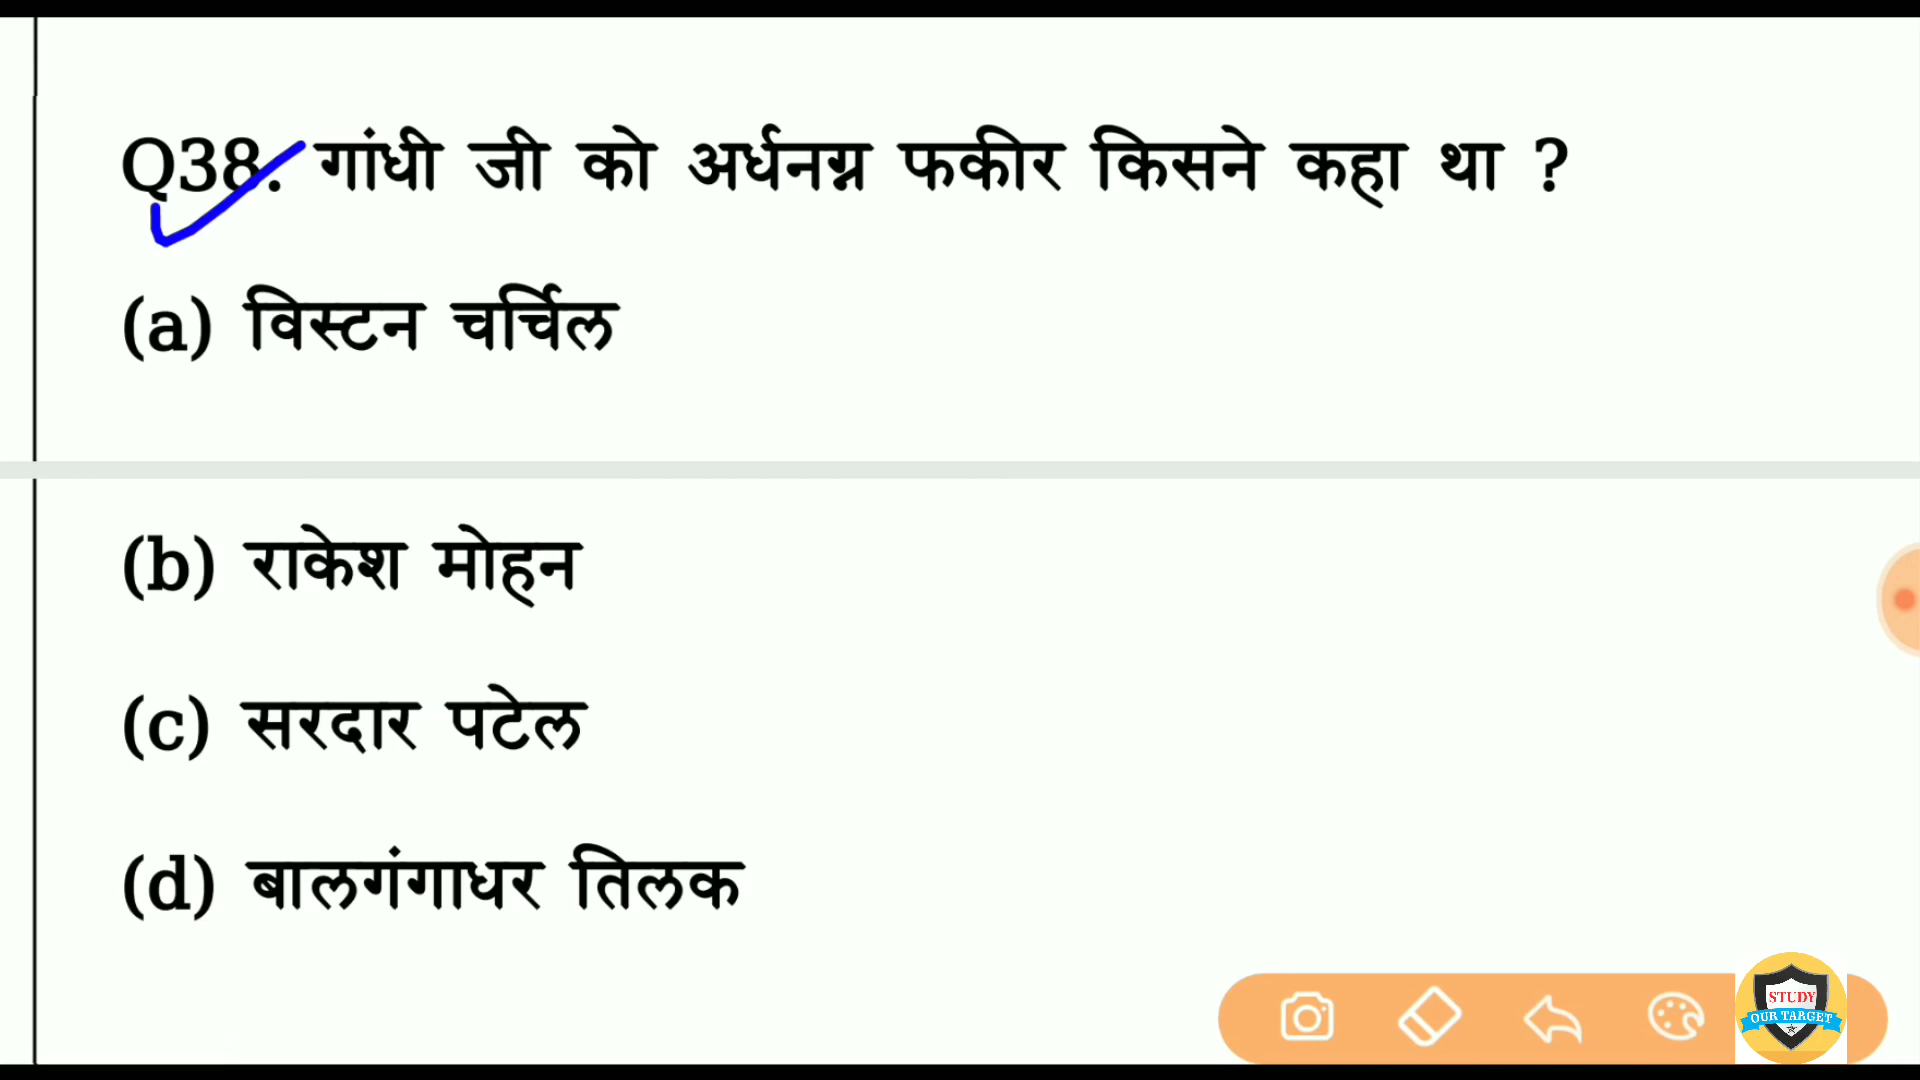 Q38. गांधी जी को अर्धनग्न फकीर किसने कहा था ?
(a) विस्टन चर्चिल
(b) राकेश मोहन
(c) सरदार पटेल
(d) बालगंगाधर तिलक
STUDY
OUR TARGET